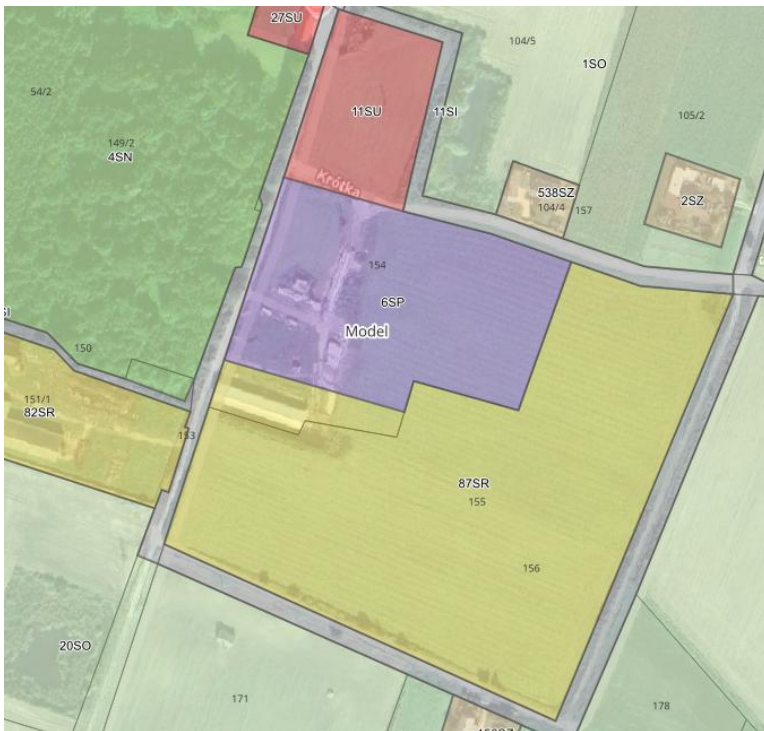 27SU
104/5
1SO
54/2
11SU
11SI
105/2
149/2
4SN
Krótka
538SZ
104/4
157
2SZ
154
6SP
Model
150
151/1
82SR
153
87SR
155
156
20SO
171
178